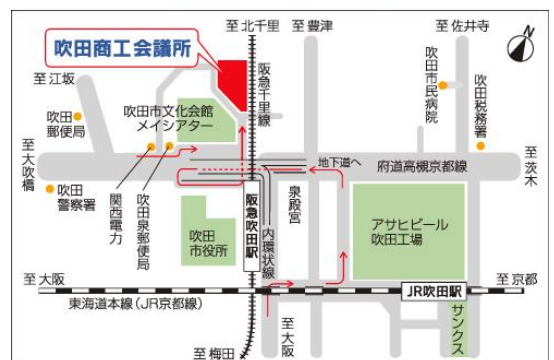 至北千里
至豊津
至佐井寺
吹田商工会議所
至江坂
阪急千里線
吹田市民病院
吹田税務署
吹田
郵便局
吹田市文化会館
メイシアター
至大吹橋
地下道へ
府道高槻京都線
至茨木
吹田
警察署
関西電力
吹田泉郵便局
阪急吹田駅
泉殿宮
内環状線
吹田
市役所
アサヒビール
吹田工場
至大阪
至京都
JR吹田駅
東海道本線(JR京都線)
至大阪
サンクス
至梅田